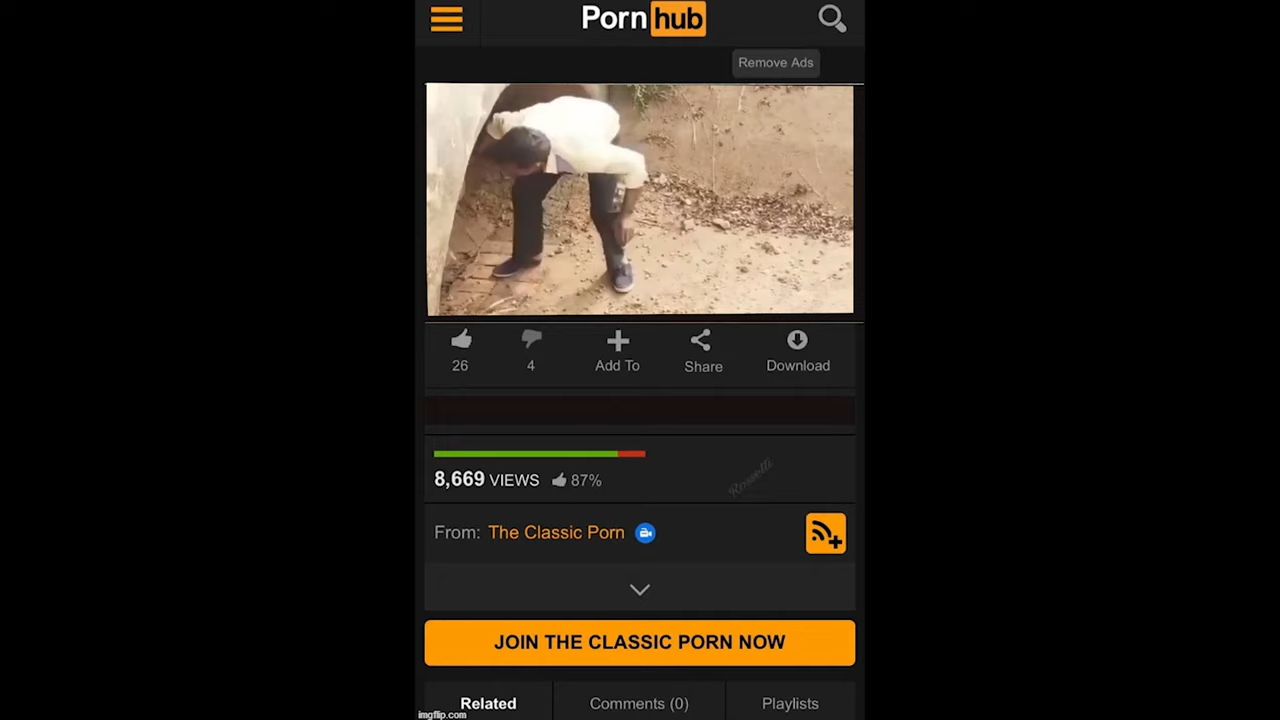 Porn hub
Remove Ads
26
4
Add To
Share
Download
8,669 VIEWS 87%
Rosselli
From: The Classic Porn
JOIN THE CLASSIC PORN NOW
Related
Comments (0)
Playlists
imgflip.com